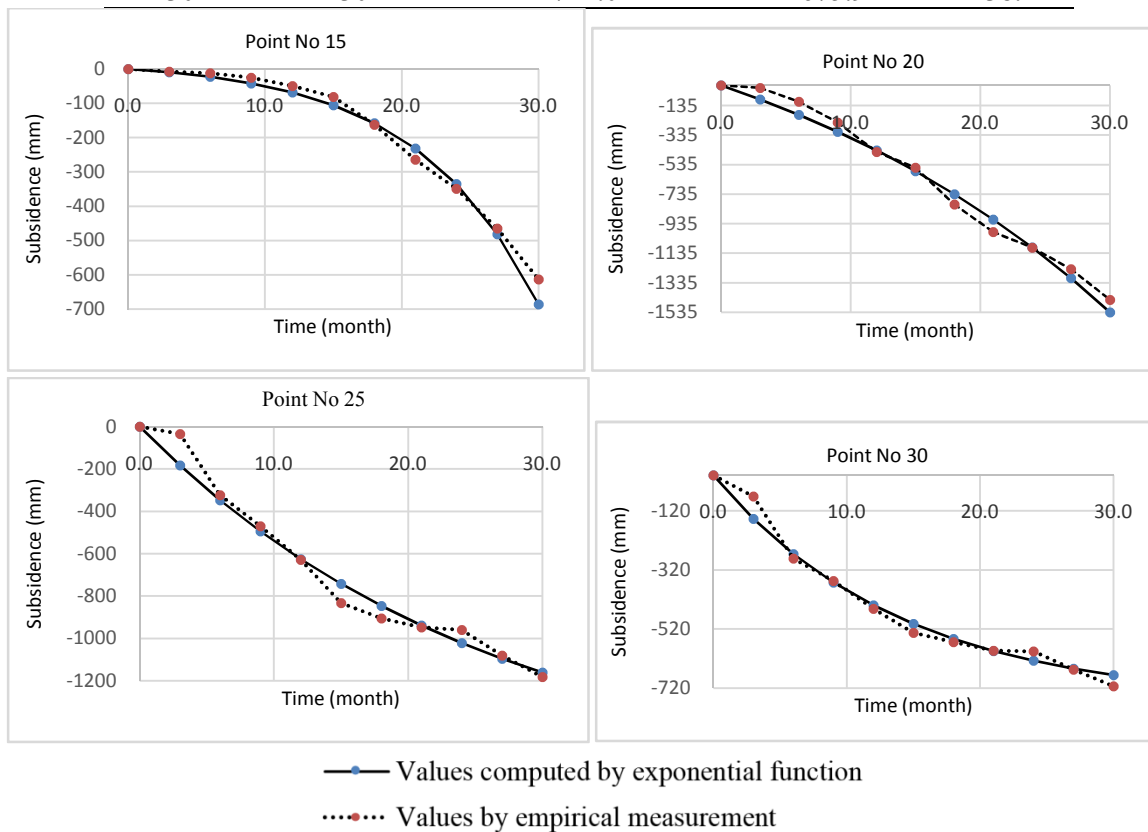 Point No 15
0
-100
-200
-300
-400
-500
-600
-700
0.0 10.0 20.0 30.0
Subsidence (mm)
Time (month)
Point No 20
-135
-335
-535
-735
-935
-1135
-1335
-1535
0.0 10.0 20.0 30.0
Subsidence (mm)
Time (month)
Point No 25
0
-200
-400
-600
-800
-1000
-1200
0.0 10.0 20.0 30.0
Subsidence (mm)
Time (month)
Point No 30
-120
-320
-520
-720
0.0 10.0 20.0 30.0
Subsidence (mm)
Time (month)
Values computed by exponential function
Values by empirical measurement